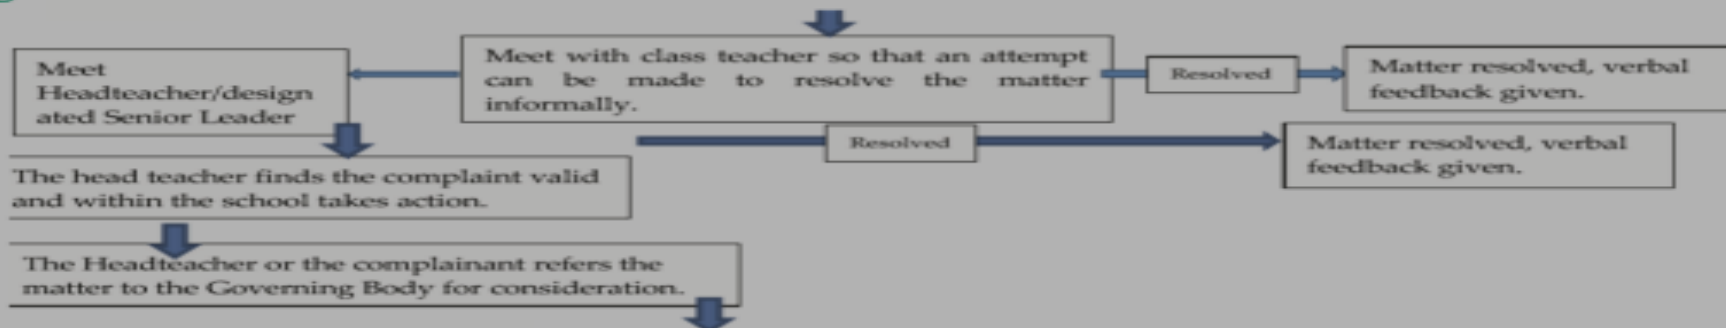 Meet with class teacher so that an attempt
can be made to resolve the matter
informally.
Resolved
Matter resolved, verbal
feedback given.
Meet
Headteacher/design
ated Senior Leader
Resolved
Matter resolved, verbal
feedback given.
The head teacher finds the complaint valid
and within the school takes action.
The Headteacher or the complainant refers the
matter to the Governing Body for consideration.